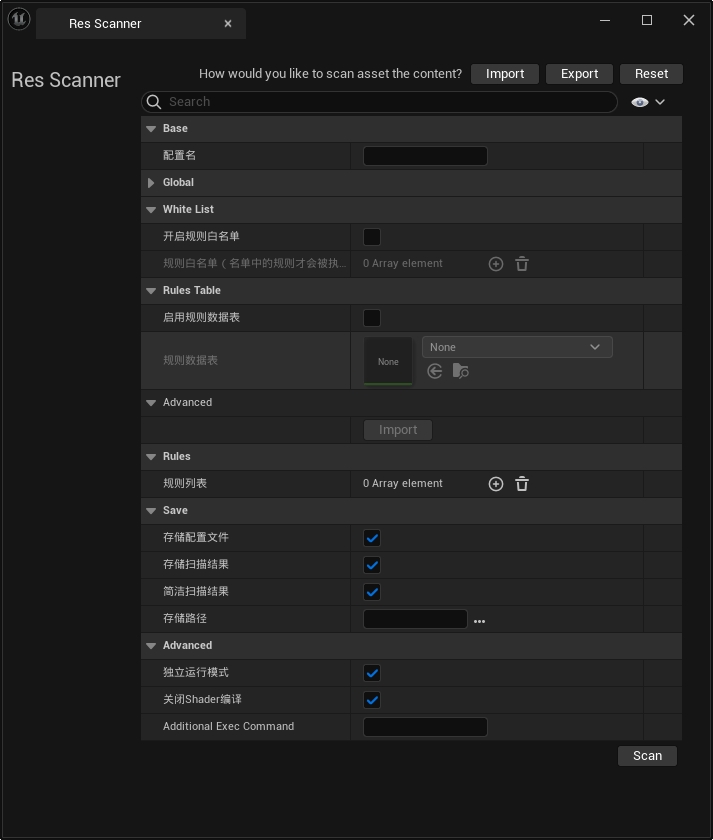 Res Scanner
Res Scanner
How would you like to scan asset the content?
Import
Export
Reset
Search
Base
配置名
Global
White List
开启规则白名单
规则白名单（名单中的规则才会被执...
0 Array element
Rules Table
启用规则数据表
规则数据表
None
None
Advanced
Import
Rules
规则列表
0 Array element
Save
存储配置文件
存储扫描结果
简洁扫描结果
存储路径
Advanced
独立运行模式
关闭Shader编译
Additional Exec Command
Scan